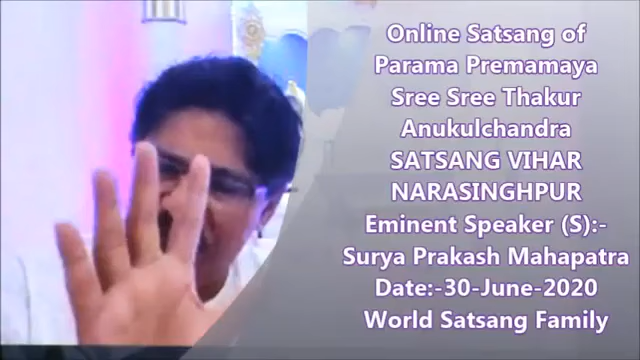 Online Satsang of
Parama Premamaya
Sree Sree Thakur
Anukulchandra
SATSANG VIHAR
NARASINGHPUR
Eminent Speaker (S):-
Surya Prakash Mahapatra
Date:-30-June-2020
World Satsang Family